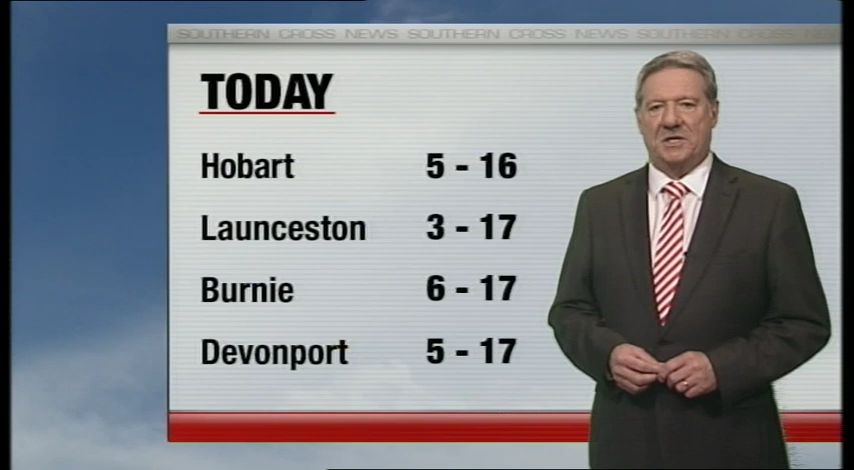 SOUTHERN CROSS NEWS SOUTHERN CROSS NEWS SOUTHERN CROSS
TODAY
Hobart 5 - 16
Launceston 3 - 17
Burnie 6 - 17
Devonport 5 - 17